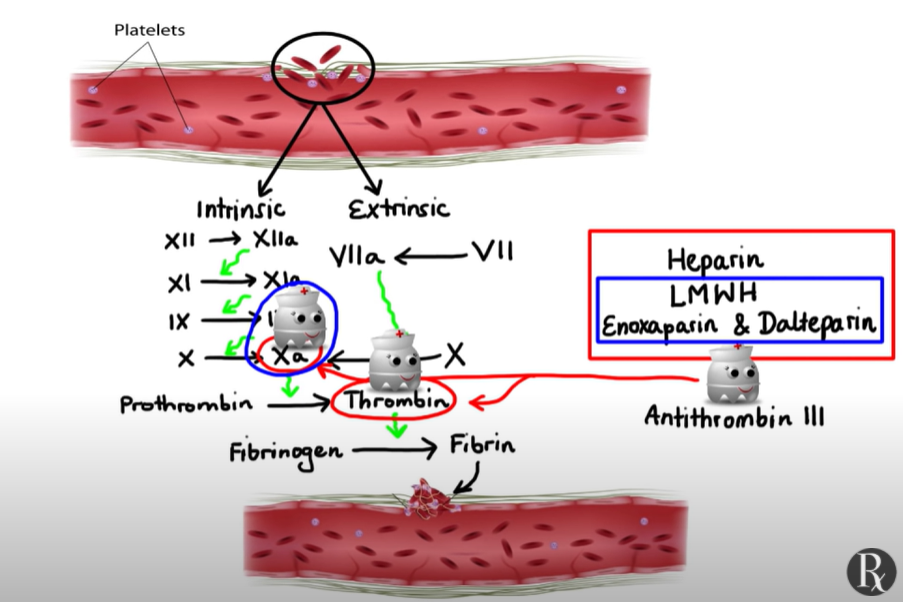 Platelets
Intrinsic
Extrinsic
XII → XIIa
VIIa ← VII
XI → XIa
IX → I
X → Xa ← X
Prothrombin → Thrombin
Fibrinogen → Fibrin
Heparin
LMWH
Enoxaparin & Dalteparin
Antithrombin III
Rx